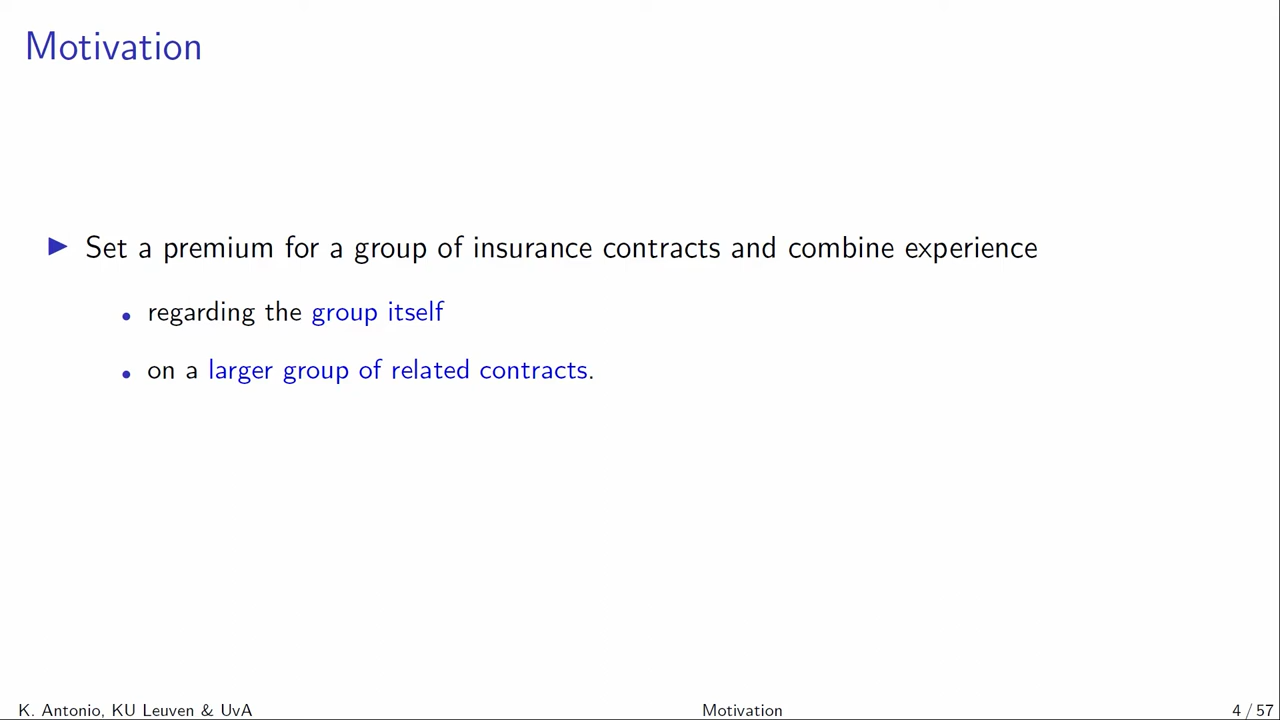 Motivation
▶ Set a premium for a group of insurance contracts and combine experience
• regarding the group itself
• on a larger group of related contracts.
K. Antonio, KU Leuven & UvA
Motivation
4 / 57